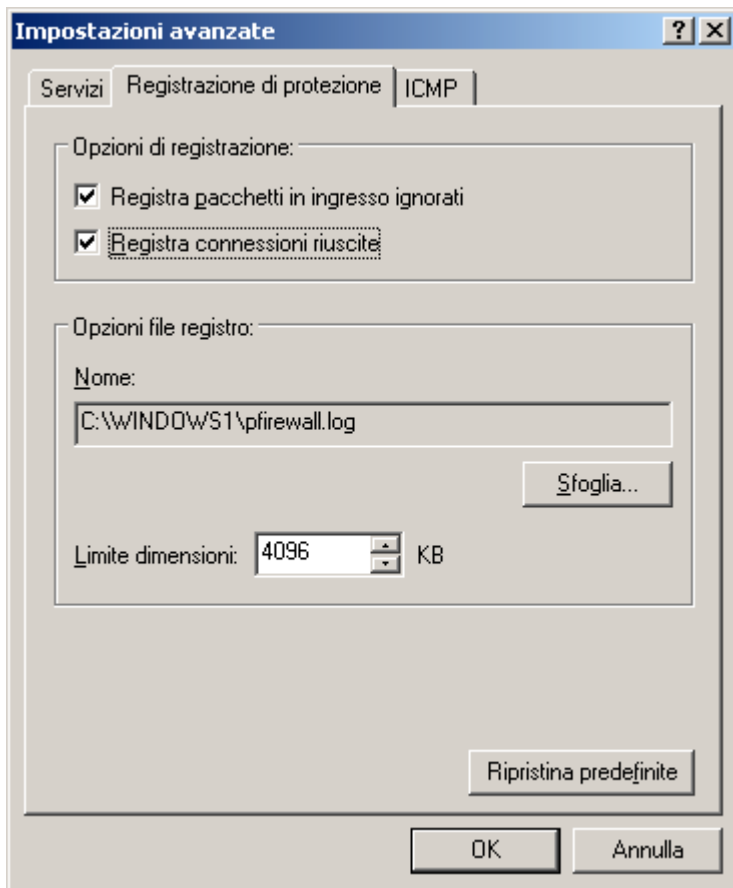 Impostazioni avanzate
Servizi Registrazione di protezione ICMP
Opzioni di registrazione:
Registra pacchetti in ingresso ignorati
Registra connessioni riuscite
Opzioni file registro:
Nome:
C:\WINDOWS1\pfirewall.log
Sfoglia...
Limite dimensioni: 4096 KB
Ripristina predefinite
OK Annulla